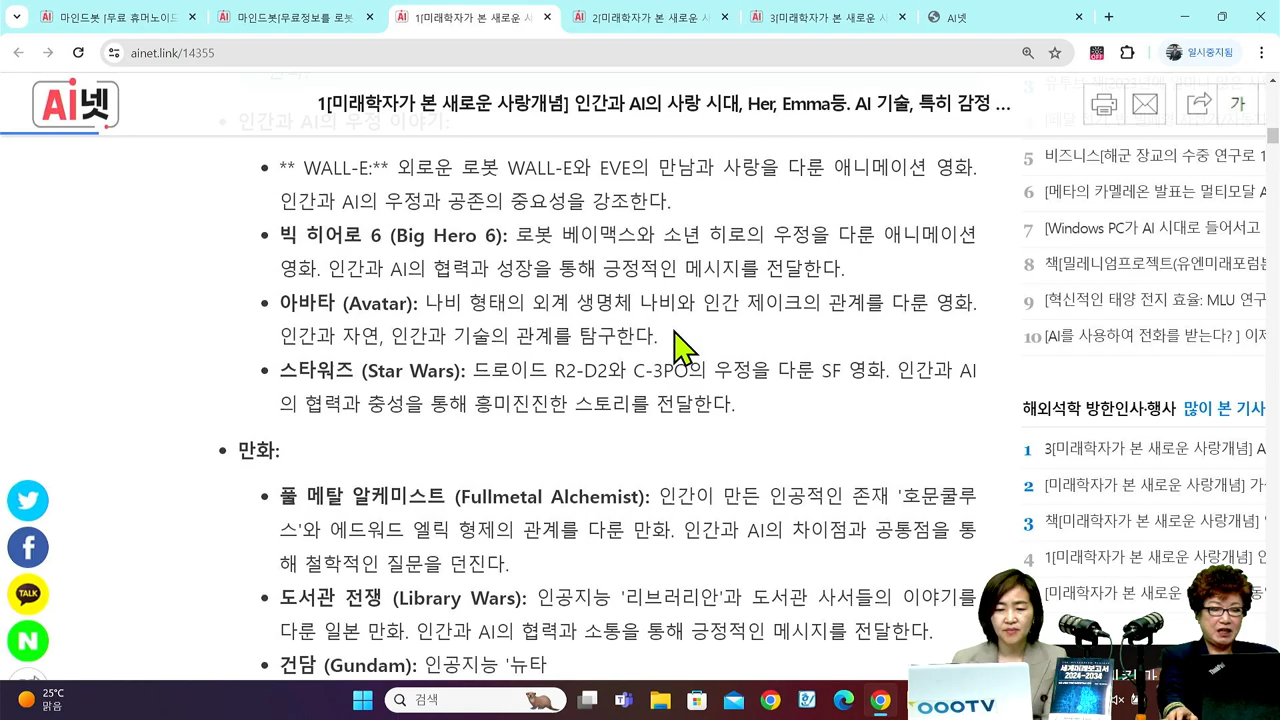 마인드봇 [무료 휴머노이드
마인드봇[무료정보를 로봇
1[미래학자가 본 새로운 사
2[미래학자가 본 새로운 사
3[미래학자가 본 새로운 사
AI넷
ainet.link/14355
OFF
일시중지됨
Ai넷
1[미래학자가 본 새로운 사랑개념] 인간과 AI의 사랑 시대, Her, Emma등. AI 기술, 특히 감정 ...
가
인간과 AI의 우정 이야기:
** WALL-E:** 외로운 로봇 WALL-E와 EVE의 만남과 사랑을 다룬 애니메이션 영화.
인간과 AI의 우정과 공존의 중요성을 강조한다.
빅 히어로 6 (Big Hero 6): 로봇 베이맥스와 소년 히로의 우정을 다룬 애니메이션
영화. 인간과 AI의 협력과 성장을 통해 긍정적인 메시지를 전달한다.
아바타 (Avatar): 나비 형태의 외계 생명체 나비와 인간 제이크의 관계를 다룬 영화.
인간과 자연, 인간과 기술의 관계를 탐구한다.
스타워즈 (Star Wars): 드로이드 R2-D2와 C-3PO의 우정을 다룬 SF 영화. 인간과 AI
의 협력과 충성을 통해 흥미진진한 스토리를 전달한다.
만화:
풀 메탈 알케미스트 (Fullmetal Alchemist): 인간이 만든 인공적인 존재 '호문쿨루
스'와 에드워드 엘릭 형제의 관계를 다룬 만화. 인간과 AI의 차이점과 공통점을 통
해 철학적인 질문을 던진다.
도서관 전쟁 (Library Wars): 인공지능 '리브러리안'과 도서관 사서들의 이야기를
다룬 일본 만화. 인간과 AI의 협력과 소통을 통해 긍정적인 메시지를 전달한다.
건담 (Gundam): 인공지능 '뉴타
3
5 비즈니스[해군 장교의 수중 연구로 1
6 [메타의 카멜레온 발표는 멀티모달 A
7 [Windows PC가 AI 시대로 들어서고
8 책[밀레니엄프로젝트(유엔미래포럼본
9 [혁신적인 태양 전지 효율: MLU 연구
10 [AI를 사용하여 전화를 받는다? ] 이제
해외석학 방한인사·행사 많이 본 기사
1 3[미래학자가 본 새로운 사랑개념] A
2 [미래학자가 본 새로운 사랑개념] 가
3 책[미래학자가 본 새로운 사랑개념]
4 1[미래학자가 본 새로운 사랑개념] 인
[미래학자가 본 새로운 사랑개념]
TALK
N
세계미래보고서
2024-2034
ThinkPad
OOOTV
25°C
맑음
검색